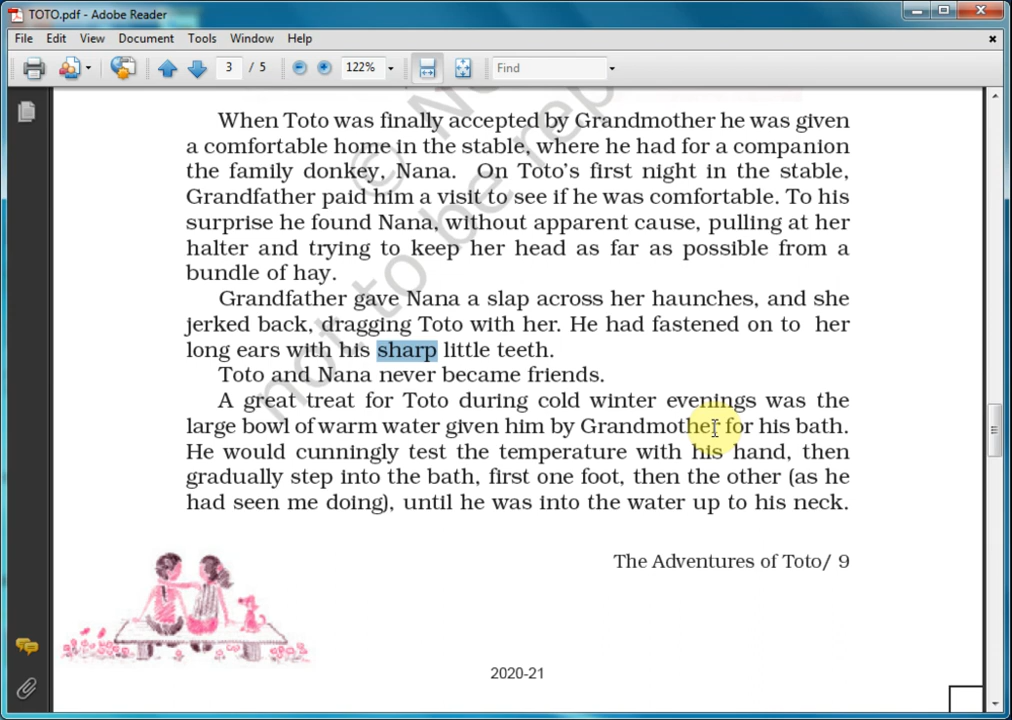 TOTO.pdf - Adobe Reader
File Edit View Document Tools Window Help
3 / 5 122% Find
When Toto was finally accepted by Grandmother he was given
a comfortable home in the stable, where he had for a companion
the family donkey, Nana. On Toto's first night in the stable,
Grandfather paid him a visit to see if he was comfortable. To his
surprise he found Nana, without apparent cause, pulling at her
halter and trying to keep her head as far as possible from a
bundle of hay.
Grandfather gave Nana a slap across her haunches, and she
jerked back, dragging Toto with her. He had fastened on to her
long ears with his sharp little teeth.
Toto and Nana never became friends.
A great treat for Toto during cold winter evenings was the
large bowl of warm water given him by Grandmother for his bath.
He would cunningly test the temperature with his hand, then
gradually step into the bath, first one foot, then the other (as he
had seen me doing), until he was into the water up to his neck.
The Adventures of Toto/ 9
2020-21
© N
not to be rep